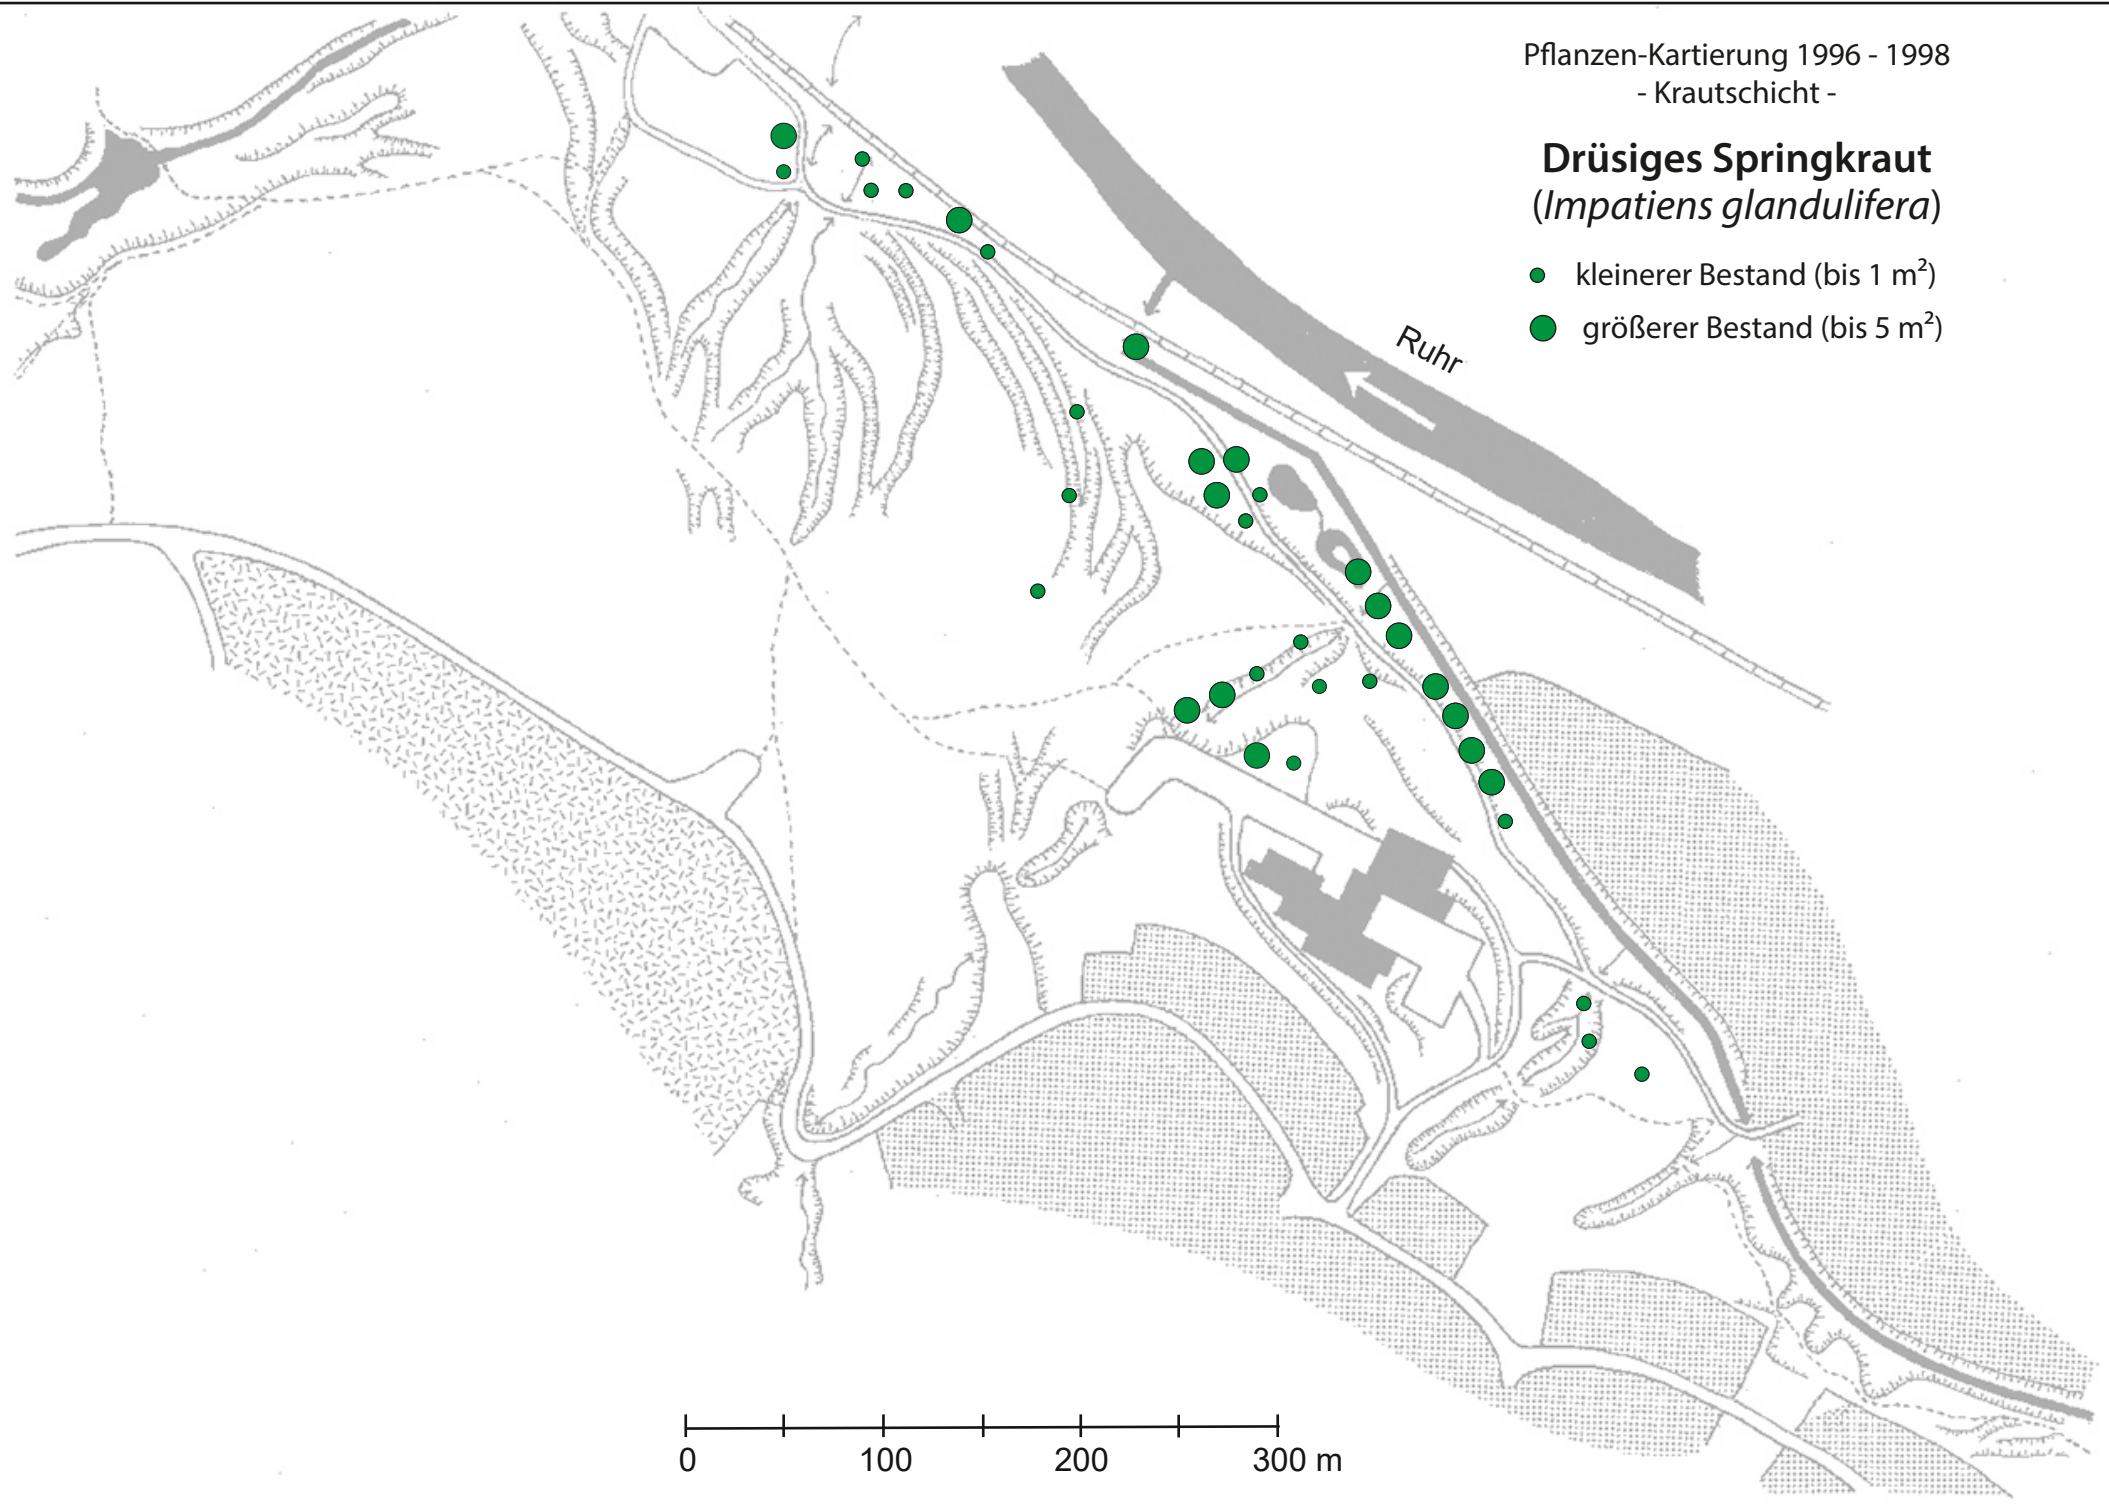 Pflanzen-Kartierung 1996 - 1998
- Krautschicht -
Drüsiges Springkraut
(Impatiens glandulifera)
kleinerer Bestand (bis 1 m²)
größerer Bestand (bis 5 m²)
Ruhr
0 100 200 300 m